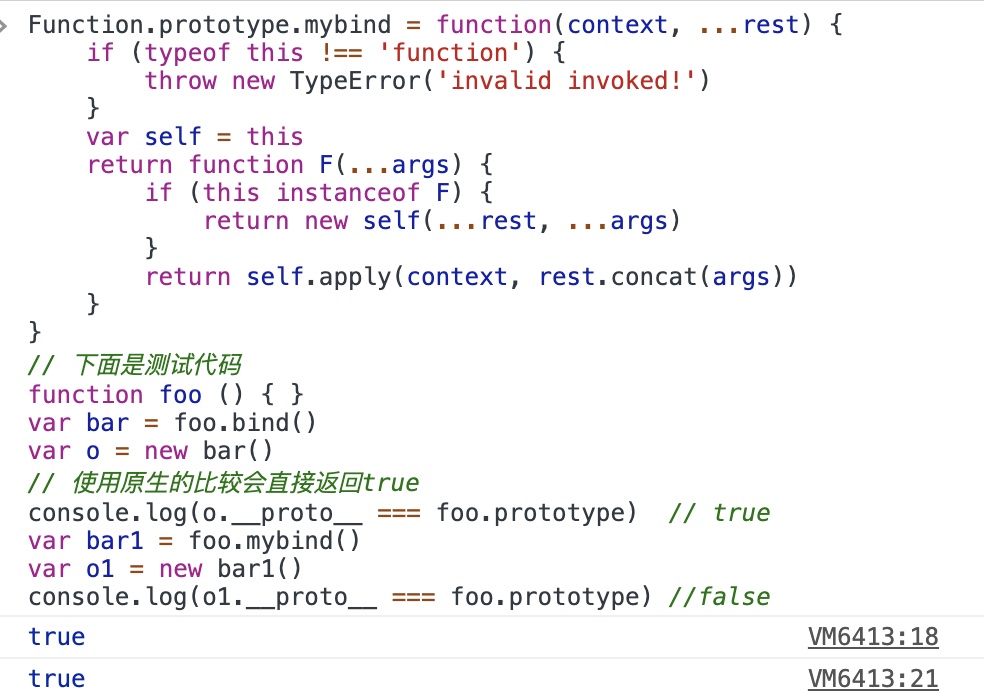 Function.prototype.mybind = function(context, ...rest) {
    if (typeof this !== 'function') {
        throw new TypeError('invalid invoked!')
    }
    var self = this
    return function F(...args) {
        if (this instanceof F) {
            return new self(...rest, ...args)
        }
        return self.apply(context, rest.concat(args))
    }
}
// 下面是测试代码
function foo () { }
var bar = foo.bind()
var o = new bar()
// 使用原生的比较会直接返回true
console.log(o.__proto__ === foo.prototype)  // true
var bar1 = foo.mybind()
var o1 = new bar1()
console.log(o1.__proto__ === foo.prototype) //false
true VM6413:18
true VM6413:21